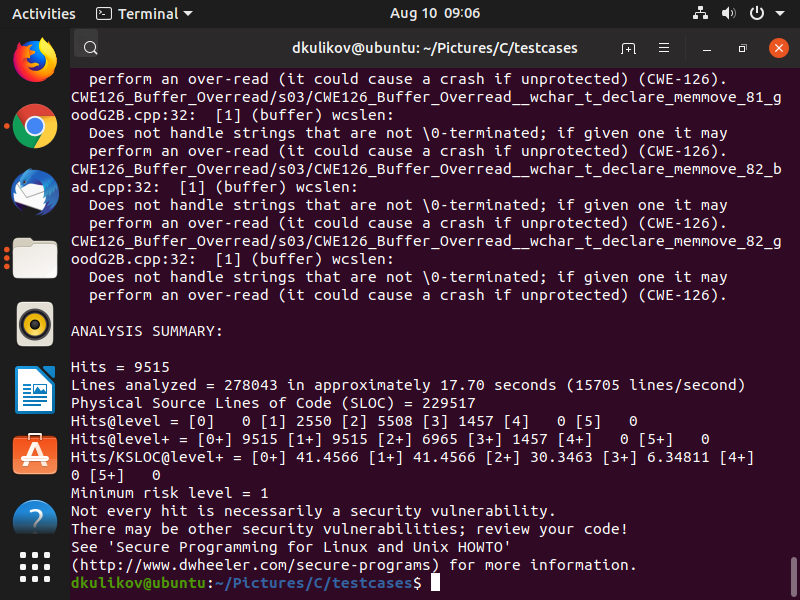 Activities Terminal Aug 10 09:06
dkulikov@ubuntu: ~/Pictures/C/testcases
  perform an over-read (it could cause a crash if unprotected) (CWE-126).
CWE126_Buffer_Overread/s03/CWE126_Buffer_Overread__wchar_t_declare_memmove_81_g
oodG2B.cpp:32:  [1] (buffer) wcslen:
  Does not handle strings that are not \0-terminated; if given one it may
  perform an over-read (it could cause a crash if unprotected) (CWE-126).
CWE126_Buffer_Overread/s03/CWE126_Buffer_Overread__wchar_t_declare_memmove_82_b
ad.cpp:32:  [1] (buffer) wcslen:
  Does not handle strings that are not \0-terminated; if given one it may
  perform an over-read (it could cause a crash if unprotected) (CWE-126).
CWE126_Buffer_Overread/s03/CWE126_Buffer_Overread__wchar_t_declare_memmove_82_g
oodG2B.cpp:32:  [1] (buffer) wcslen:
  Does not handle strings that are not \0-terminated; if given one it may
  perform an over-read (it could cause a crash if unprotected) (CWE-126).
ANALYSIS SUMMARY:
Hits = 9515
Lines analyzed = 278043 in approximately 17.70 seconds (15705 lines/second)
Physical Source Lines of Code (SLOC) = 229517
Hits@level = [0]   0 [1] 2550 [2] 5508 [3] 1457 [4]   0 [5]   0
Hits@level+ = [0+] 9515 [1+] 9515 [2+] 6965 [3+] 1457 [4+]   0 [5+]   0
Hits/KSLOC@level+ = [0+] 41.4566 [1+] 41.4566 [2+] 30.3463 [3+] 6.34811 [4+]
0 [5+]   0
Minimum risk level = 1
Not every hit is necessarily a security vulnerability.
There may be other security vulnerabilities; review your code!
See 'Secure Programming for Linux and Unix HOWTO'
(http://www.dwheeler.com/secure-programs) for more information.
dkulikov@ubuntu:~/Pictures/C/testcases$